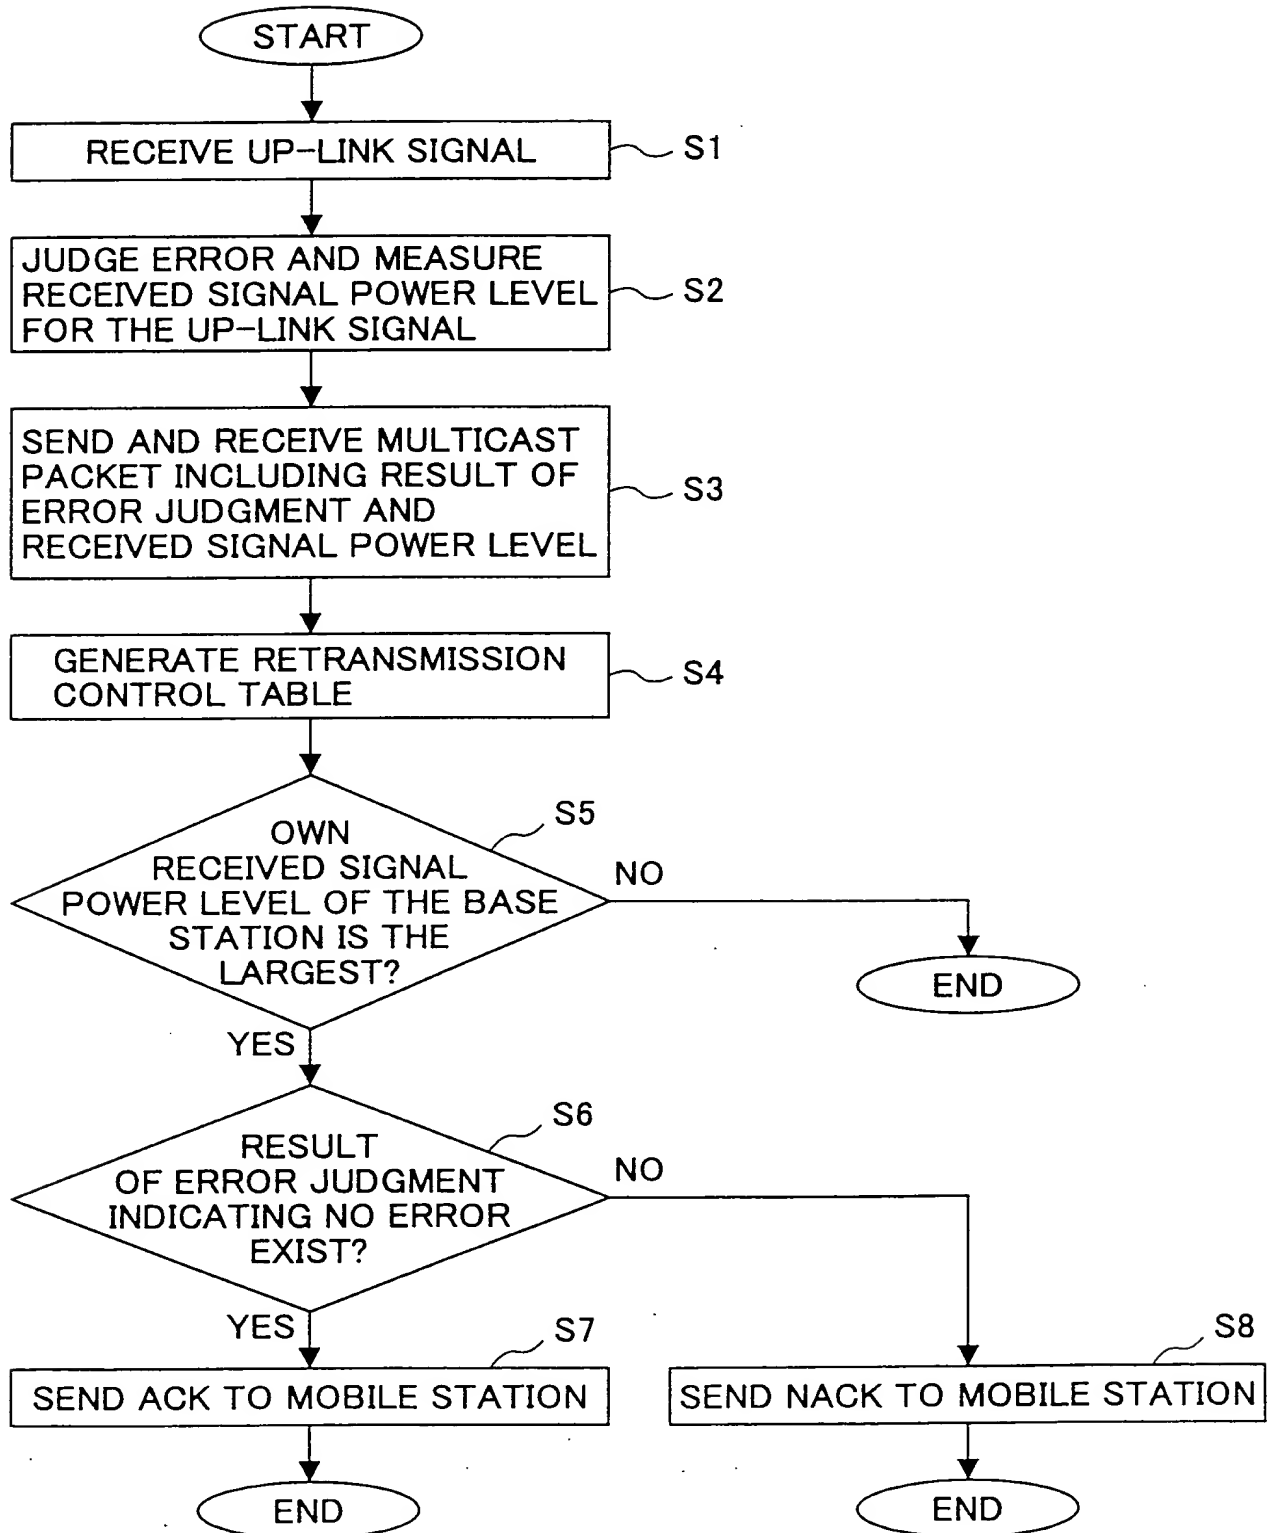 START
RECEIVE UP-LINK SIGNAL
S1
JUDGE ERROR AND MEASURE
RECEIVED SIGNAL POWER LEVEL
FOR THE UP-LINK SIGNAL
S2
SEND AND RECEIVE MULTICAST
PACKET INCLUDING RESULT OF
ERROR JUDGMENT AND
RECEIVED SIGNAL POWER LEVEL
S3
GENERATE RETRANSMISSION
CONTROL TABLE
S4
OWN
RECEIVED SIGNAL
POWER LEVEL OF THE BASE
STATION IS THE
LARGEST?
S5
NO
END
YES
RESULT
OF ERROR JUDGMENT
INDICATING NO ERROR
EXIST?
S6
NO
YES
S7
SEND ACK TO MOBILE STATION
S8
SEND NACK TO MOBILE STATION
END
END